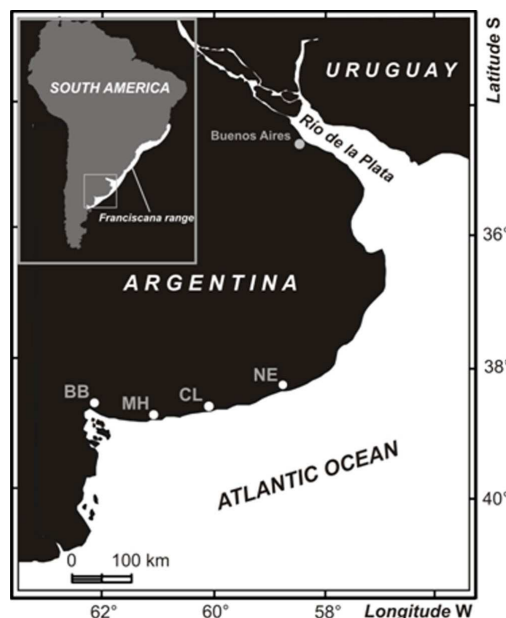 SOUTH AMERICA
Franciscana range
URUGUAY
Latitude S
Buenos Aires
Río de la Plata
36°
ARGENTINA
38°
BB
MH
CL
NE
ATLANTIC OCEAN
40°
0 100 km
62° 60° 58° Longitude W